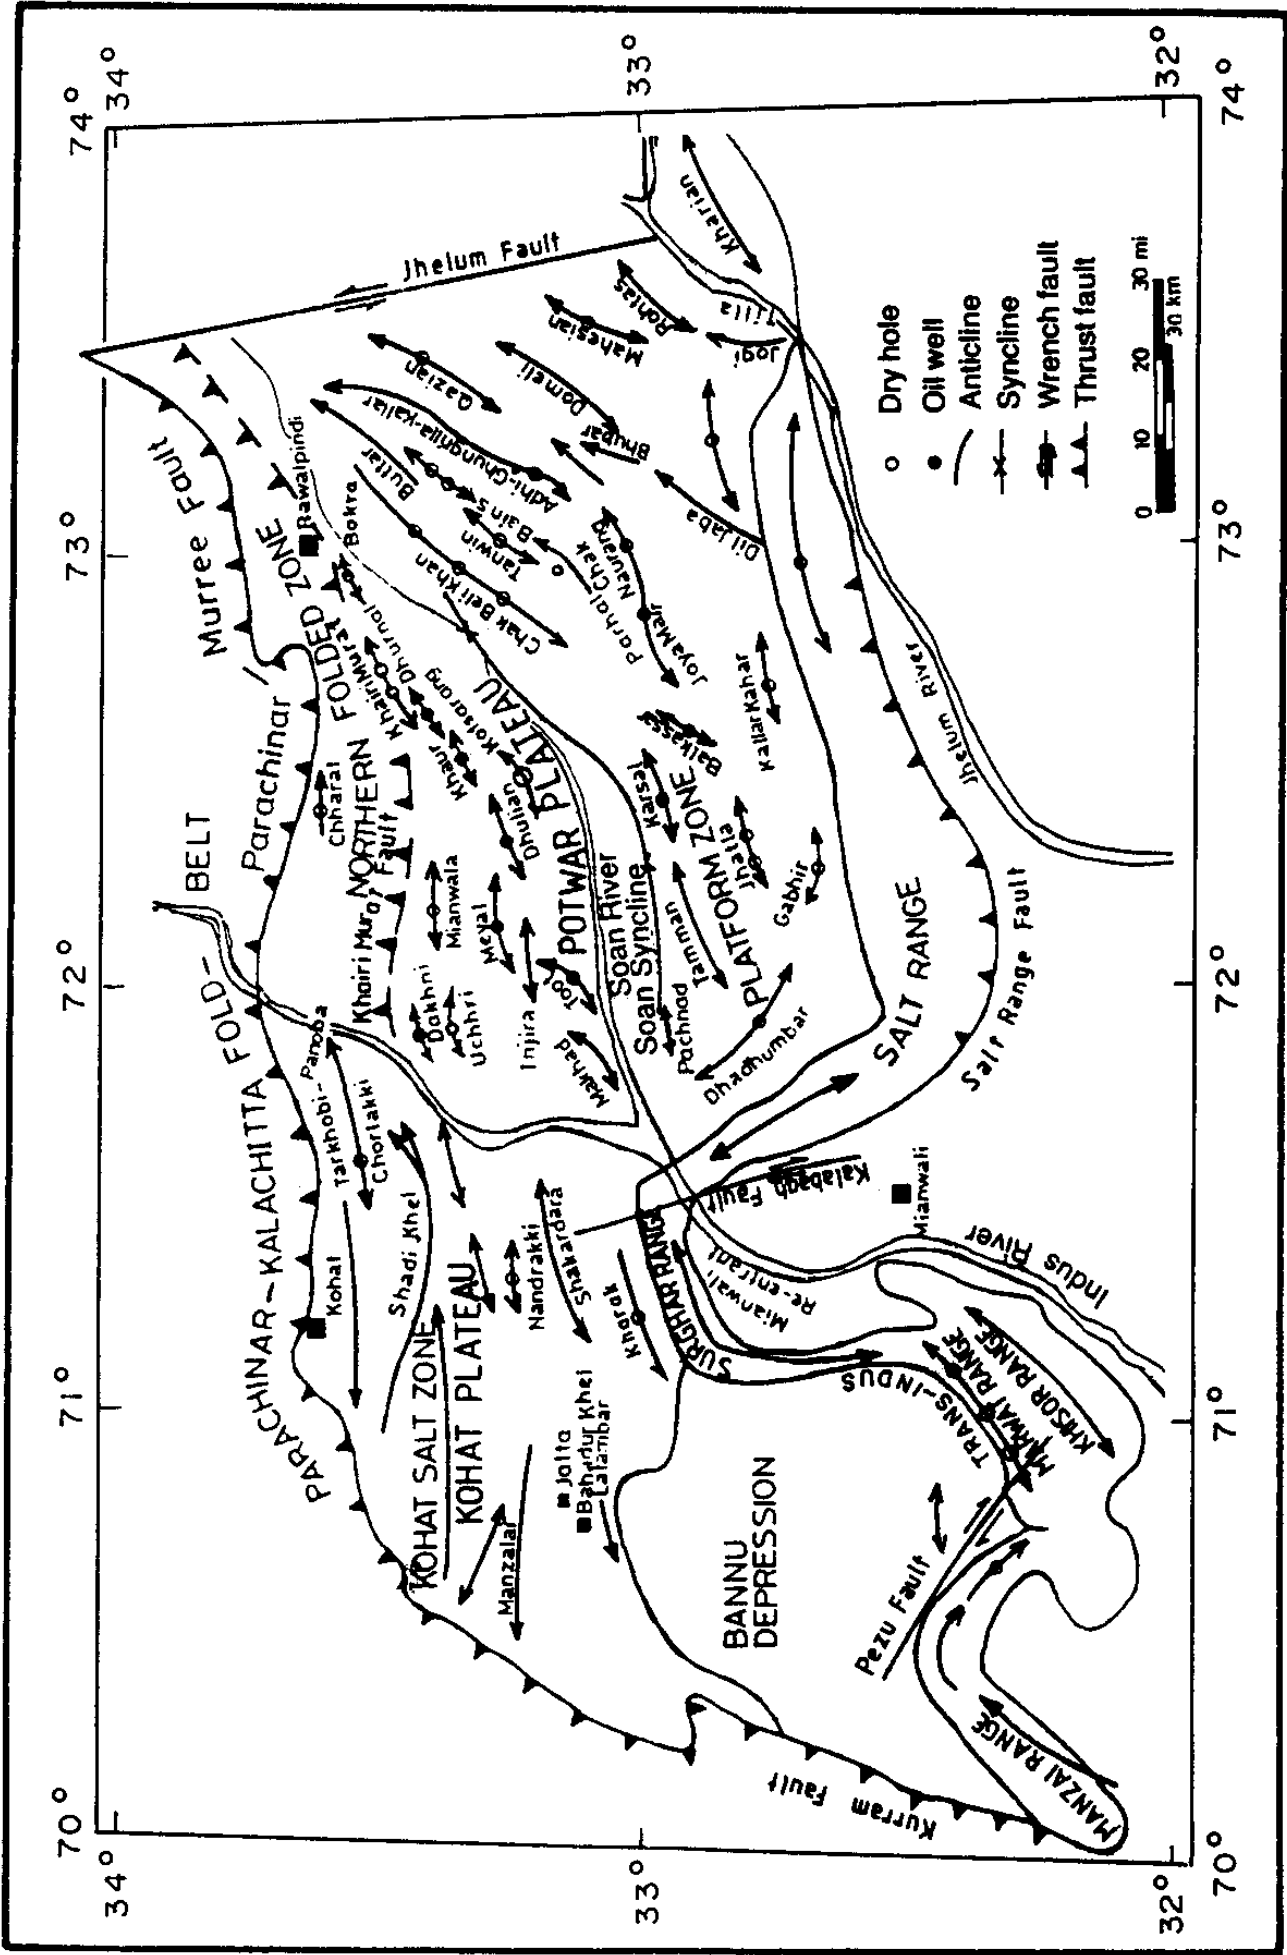 70°
71°
72°
73°
74°
34°
34°
33°
33°
32°
32°
70°
71°
72°
73°
74°
PARACHINAR-KALACHITTA FOLD-
BELT
Parachinar
Murree Fault
Jhelum Fault
Kohat
Tarkhobi-Panoba
Chorlakki
Shadi Khel
KOHAT SALT ZONE
KOHAT PLATEAU
Nandrakki
Shakardara
Manzalai
Jatta
Bahadur Khel
Kharak
SURGHAR RANGE
BANNU
DEPRESSION
Kurram Fault
Pezu Fault
MANZAI RANGE
TRANS-INDUS
MARWAT RANGE
KHISOR RANGE
Mianwali
Re-entrant
Kalabagh Fault
Mianwali
Indus River
NORTHERN FOLDED ZONE
Fault
Chharat
Rawalpindi
Bokra
Khairi Murat
Dhurnal
Kotsarang
Khaur
Dhulian
Mianwala
Meyal
Dakhni
Uchhri
Injira
Toot
Makhad
POTWAR PLATEAU
Soan River
Soan Syncline
Pachnad
Tamman
PLATFORM ZONE
Dhadhumbar
Karsal
Balkassar
Jhatla
Gabhir
Kallar Kahar
Joya Mair
Chak Naurang
Parhal
Chak Beli Khan
Tanwin
Bains
Buttar
Adhi-Ghungrila-kallar
Qazian
Domeli
Bhubar
Dil Jaba
Mahesian
Rohtas
Jogi
Tilla
Kharian
SALT RANGE
Salt Range Fault
Jhelum River
Dry hole
Oil well
Anticline
Syncline
Wrench fault
Thrust fault
0 10 20 30 mi
30 km